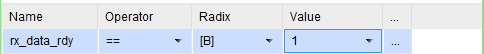 Name Operator Radix Value ...
rx_data_rdy == [B] 1 ...